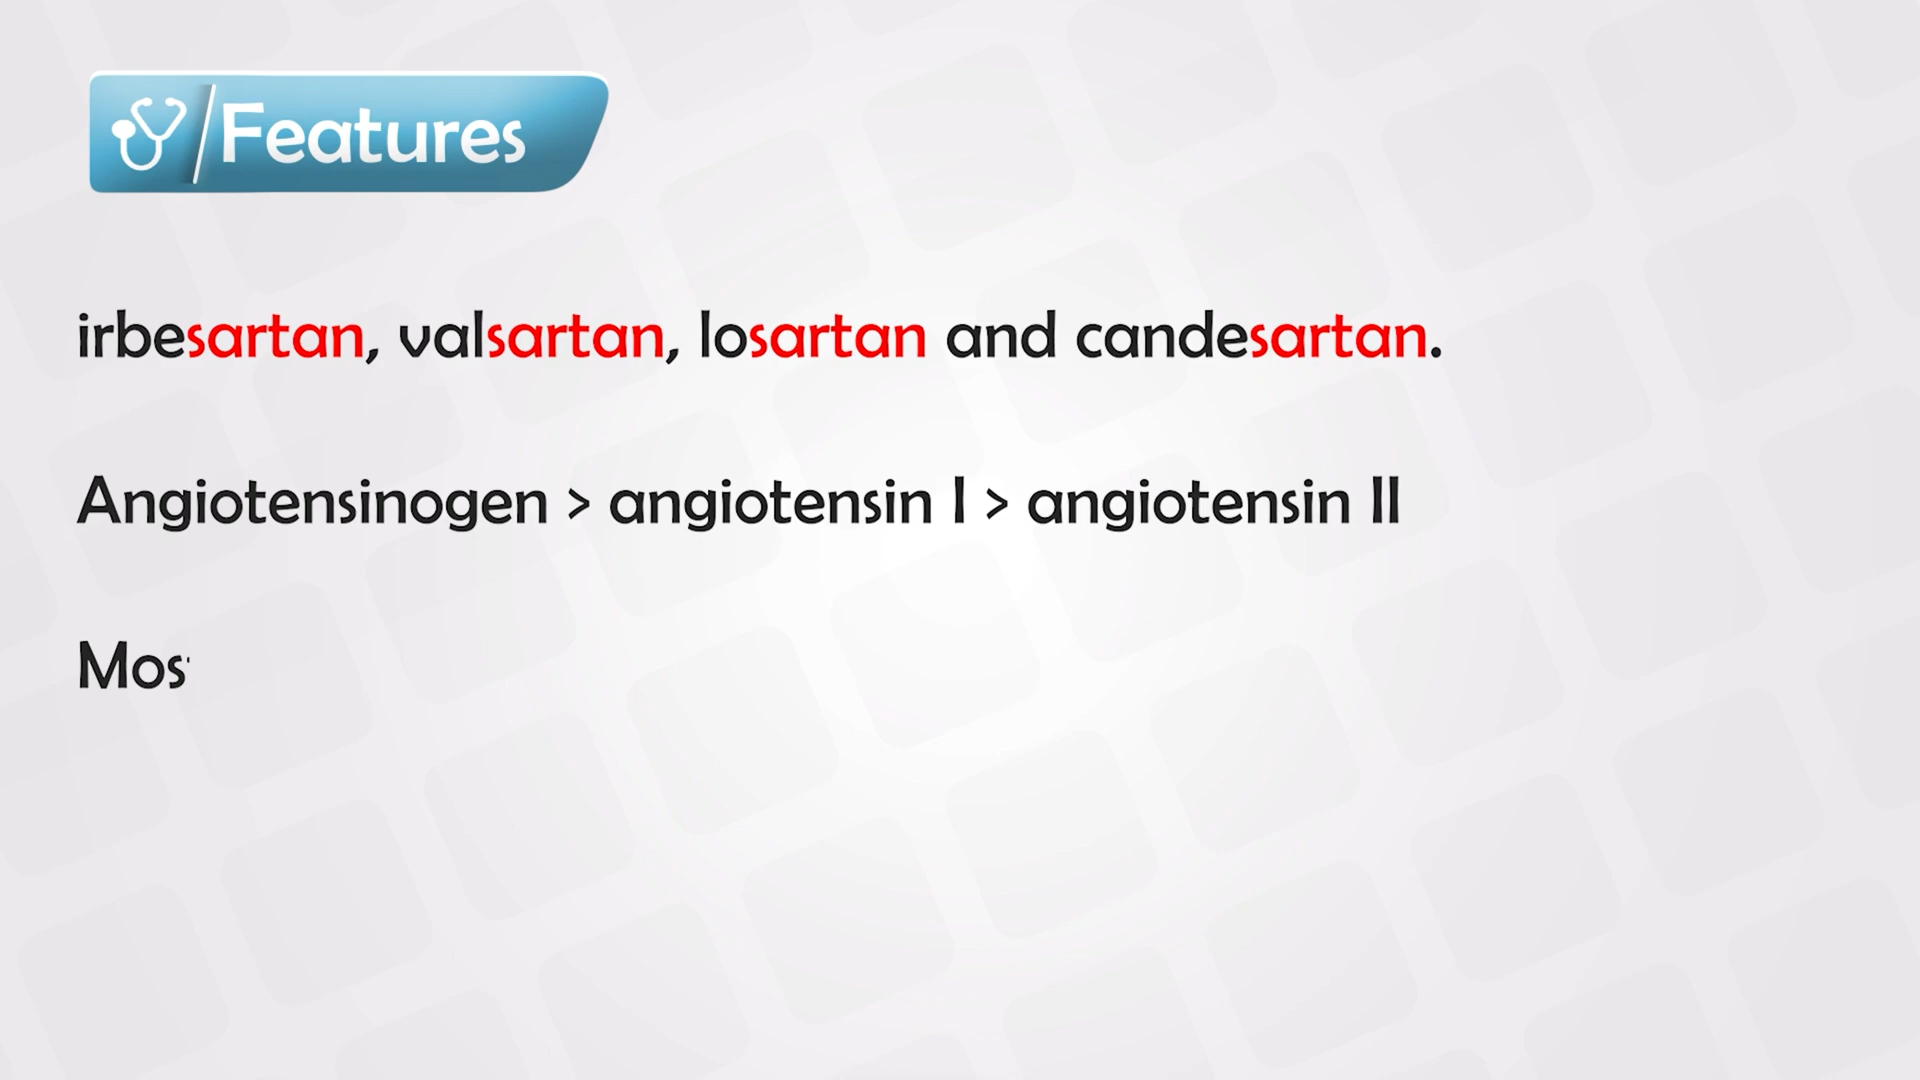 Features
irbesartan, valsartan, losartan and candesartan.
Angiotensinogen > angiotensin I > angiotensin II
Mos